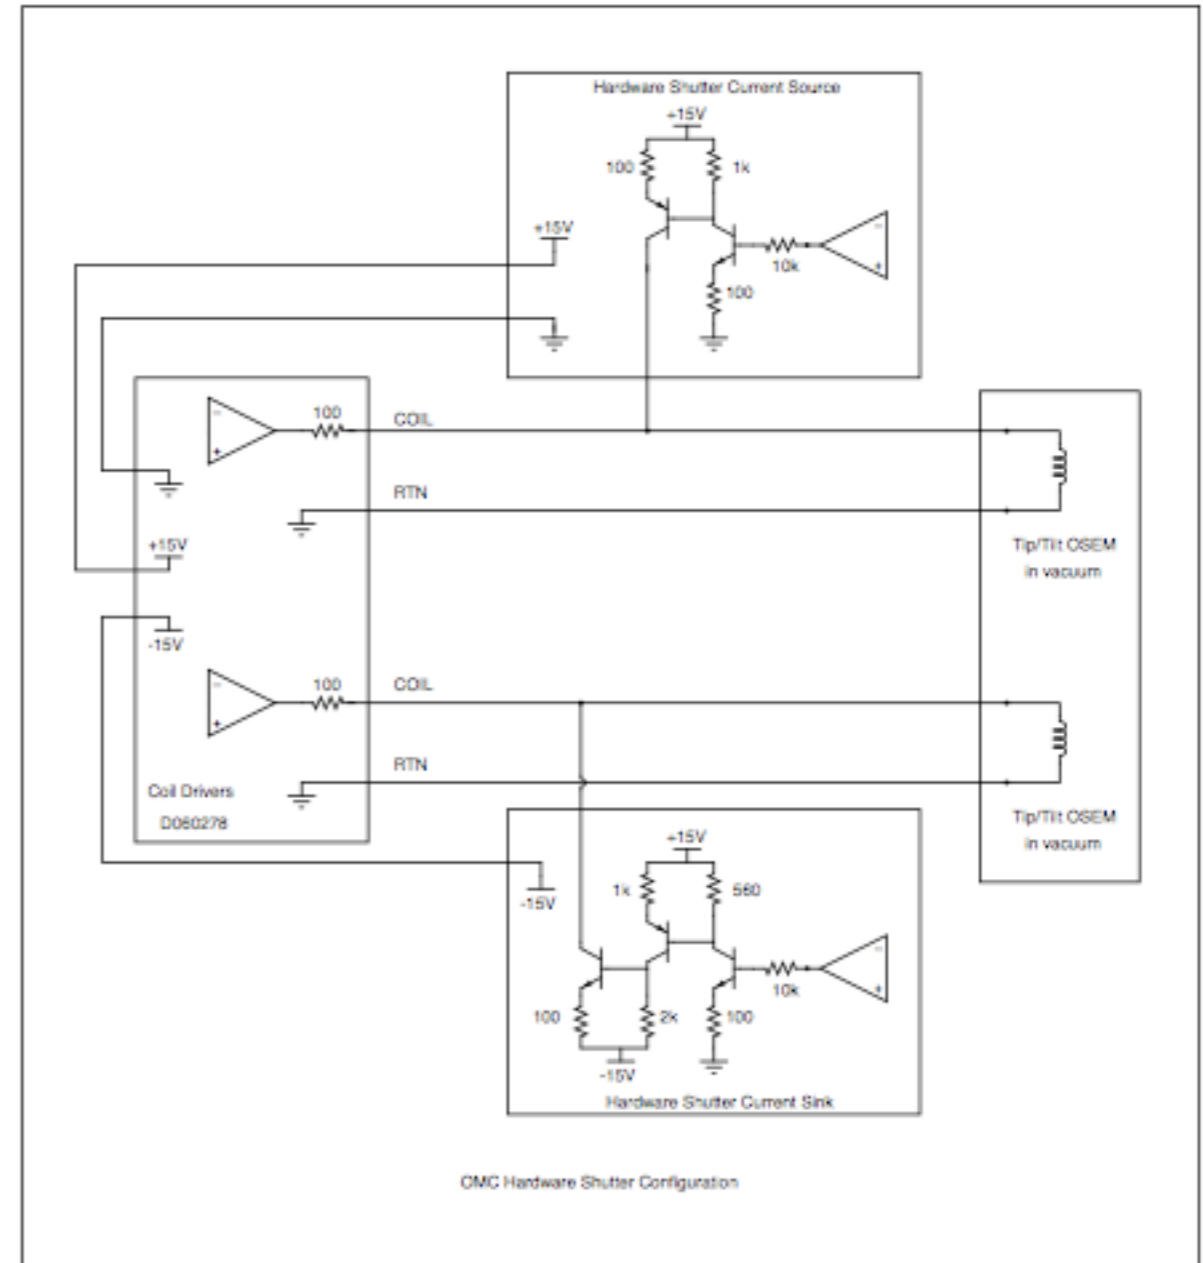 Hardware Shutter Current Source
+15V
100
1k
+15V
10k
100
-
+
100
COIL
-
+
RTN
+15V
Tip/Tilt OSEM
in vacuum
-15V
100
COIL
-
+
RTN
Coil Drivers
D060278
Tip/Tilt OSEM
in vacuum
+15V
1k
560
-15V
-
+
10k
100
2k
100
-15V
Hardware Shutter Current Sink
OMC Hardware Shutter Configuration